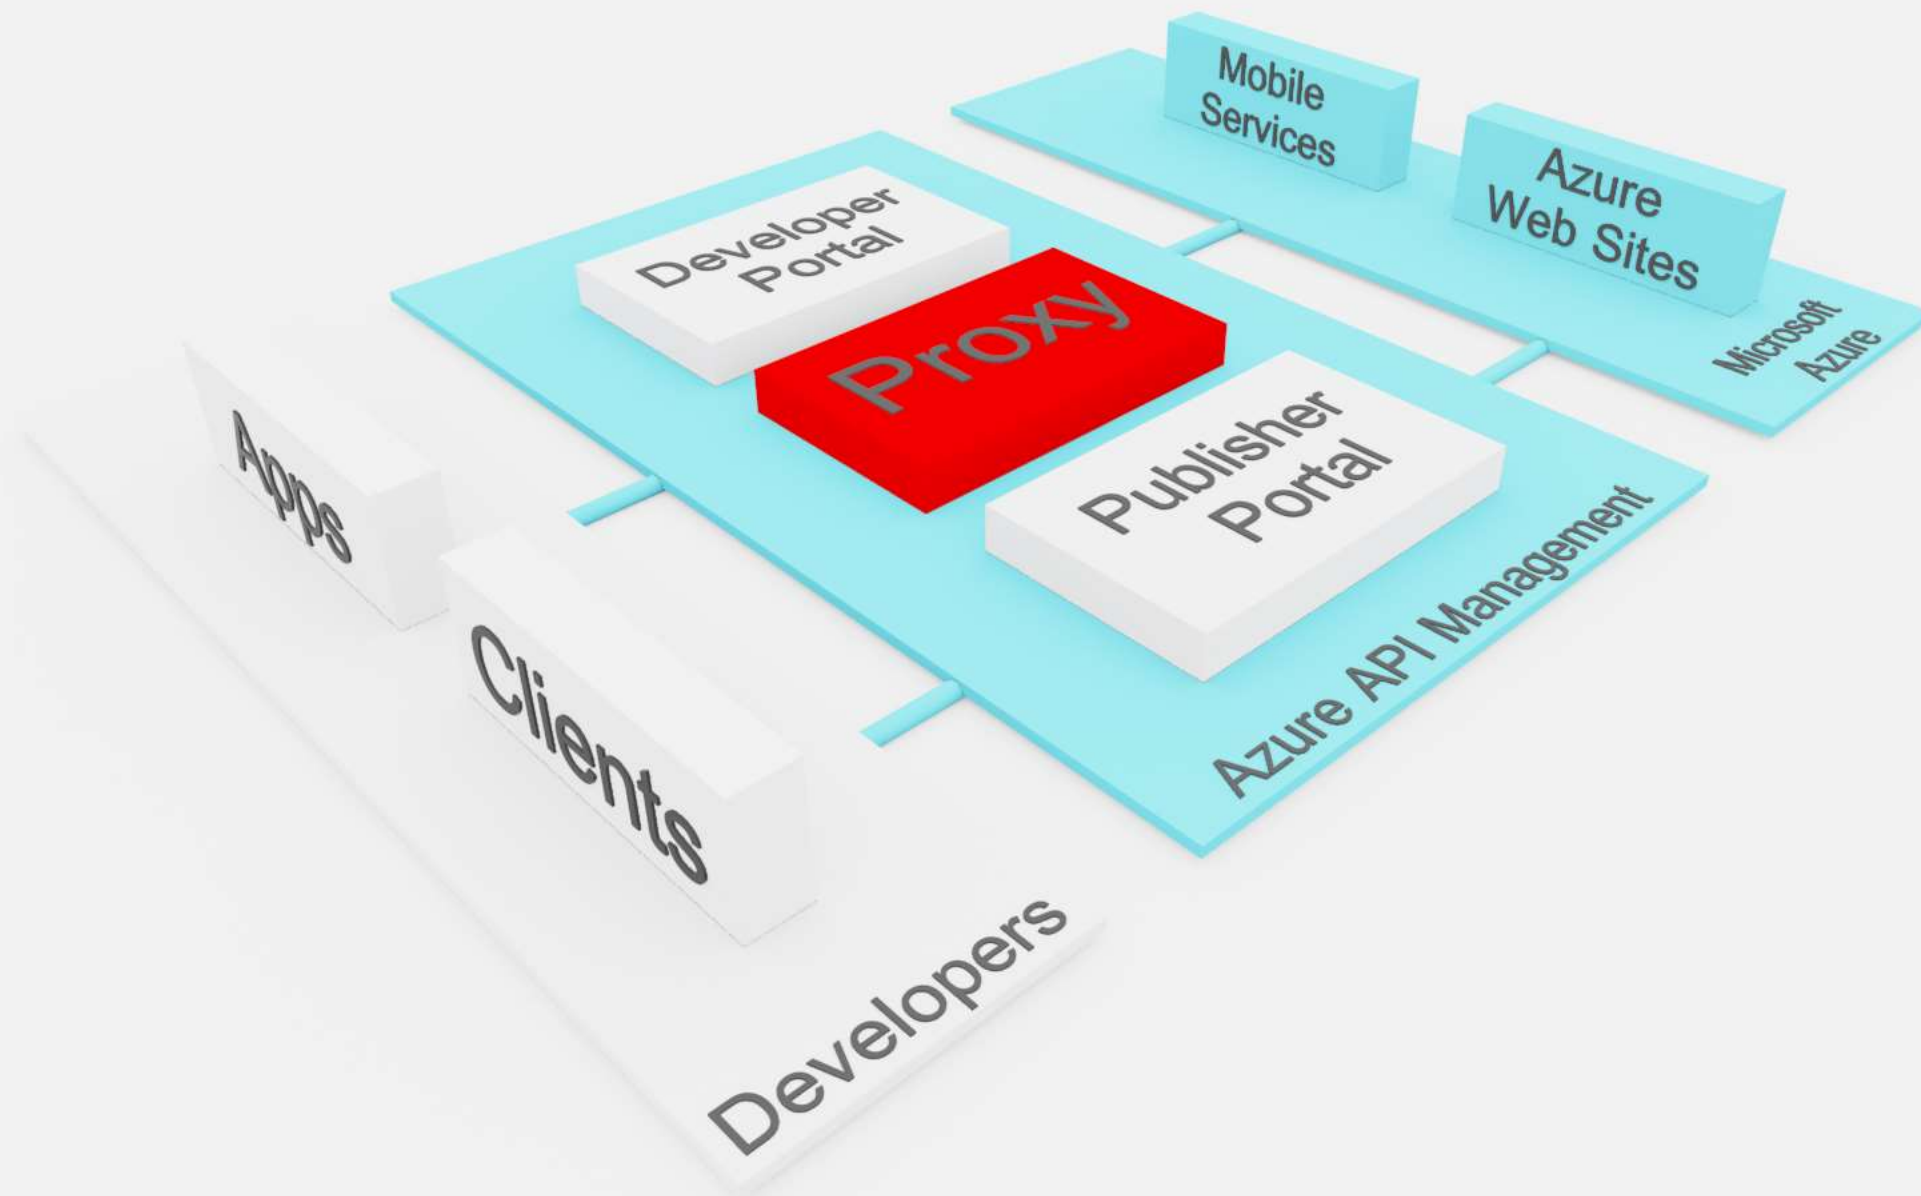 Mobile
Services
Azure
Web Sites
Microsoft
Azure
Developer
Portal
Proxy
Publisher
Portal
Azure API Management
Apps
Clients
Developers